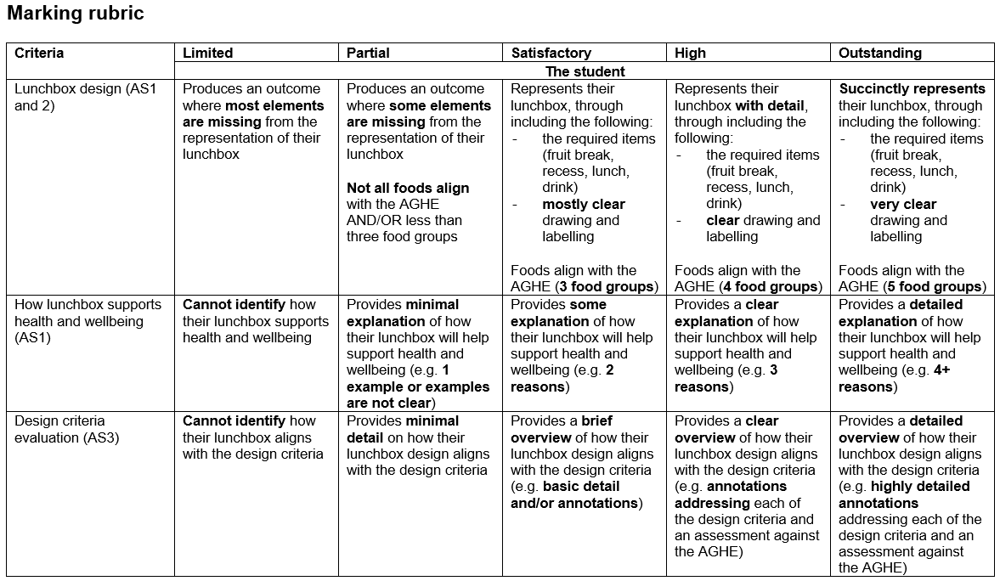 Marking rubric
Criteria
Limited
Partial
Satisfactory
High
Outstanding
The student
Lunchbox design (AS1
and 2)
Produces an outcome
where most elements
are missing from the
representation of their
lunchbox
Produces an outcome
where some elements
are missing from the
representation of their
lunchbox
Not all foods align
with the AGHE
AND/OR less than
three food groups
Represents their
lunchbox, through
including the following:
- the required items
(fruit break,
recess, lunch,
drink)
- mostly clear
drawing and
labelling
Foods align with the
AGHE (3 food groups)
Represents their
lunchbox with detail,
through including the
following:
- the required items
(fruit break,
recess, lunch,
drink)
- clear drawing and
labelling
Foods align with the
AGHE (4 food groups)
Succinctly represents
their lunchbox, through
including the following:
- the required items
(fruit break,
recess, lunch,
drink)
- very clear
drawing and
labelling
Foods align with the
AGHE (5 food groups)
How lunchbox supports
health and wellbeing
(AS1)
Cannot identify how
their lunchbox supports
health and wellbeing
Provides minimal
explanation of how
their lunchbox will help
support health and
wellbeing (e.g. 1
example or examples
are not clear)
Provides some
explanation of how
their lunchbox will help
support health and
wellbeing (e.g. 2
reasons)
Provides a clear
explanation of how
their lunchbox will help
support health and
wellbeing (e.g. 3
reasons)
Provides a detailed
explanation of how
their lunchbox will help
support health and
wellbeing (e.g. 4+
reasons)
Design criteria
evaluation (AS3)
Cannot identify how
their lunchbox aligns
with the design criteria
Provides minimal
detail on how their
lunchbox design aligns
with the design criteria
Provides a brief
overview of how their
lunchbox design aligns
with the design criteria
(e.g. basic detail
and/or annotations)
Provides a clear
overview of how their
lunchbox design aligns
with the design criteria
(e.g. annotations
addressing each of
the design criteria and
an assessment against
the AGHE)
Provides a detailed
overview of how their
lunchbox design aligns
with the design criteria
(e.g. highly detailed
annotations
addressing each of the
design criteria and an
assessment against
the AGHE)